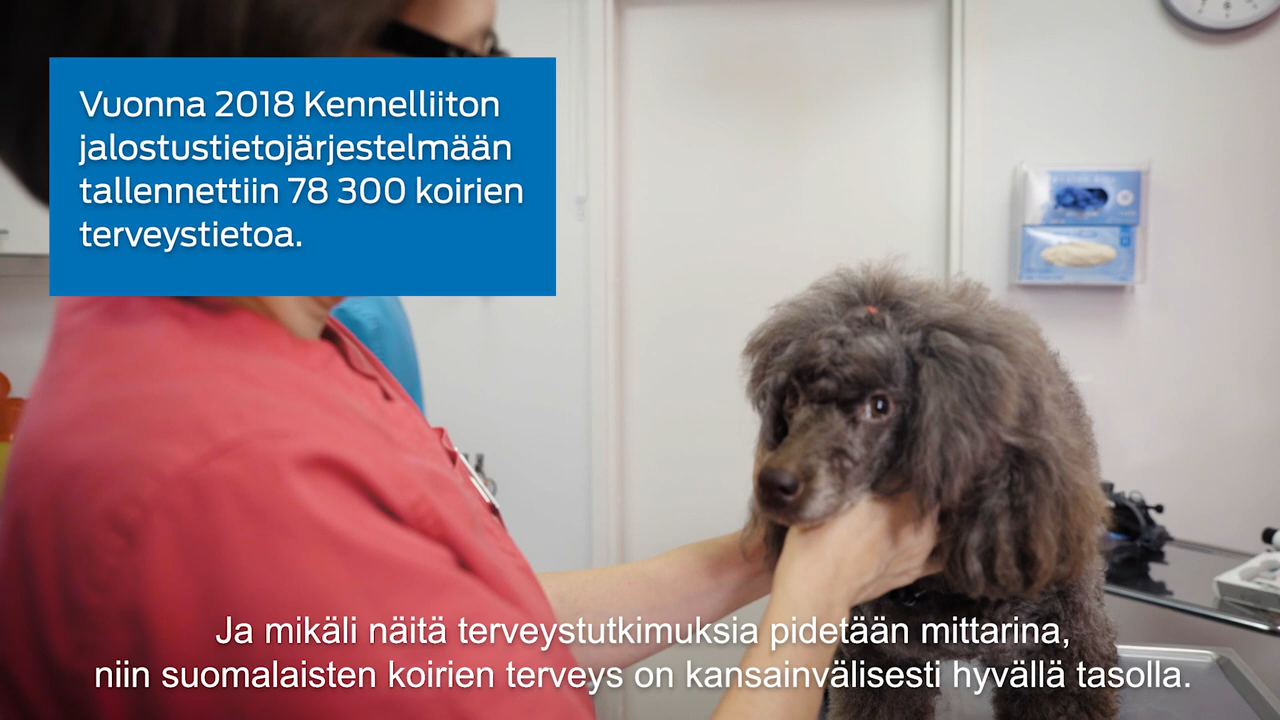 Vuonna 2018 Kennelliiton
jalostustietojärjestelmään
tallennettiin 78 300 koirien
terveystietoa.
Ja mikäli näitä terveystutkimuksia pidetään mittarina,
niin suomalaisten koirien terveys on kansainvälisesti hyvällä tasolla.